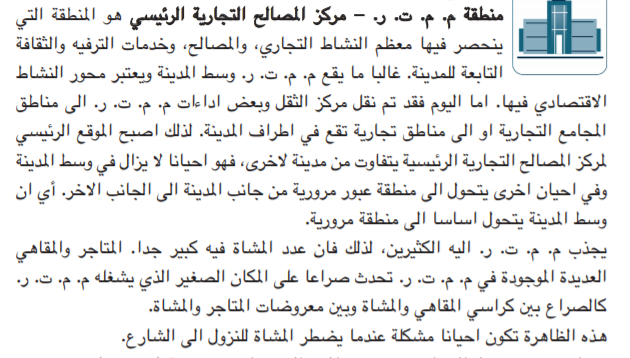 منطقة م. م. ت. ر. – مركز المصالح التجارية الرئيسي هو المنطقة التي
ينحصر فيها معظم النشاط التجاري، والمصالح، وخدمات الترفيه والثقافة
التابعة للمدينة. غالبا ما يقع م. م. ت. ر. وسط المدينة ويعتبر محور النشاط
الاقتصادي فيها. اما اليوم فقد تم نقل مركز الثقل وبعض اداءات م. م. ت. ر. الى مناطق
المجامع التجارية او الى مناطق تجارية تقع في اطراف المدينة. لذلك اصبح الموقع الرئيسي
لمركز المصالح التجارية الرئيسية يتفاوت من مدينة لاخرى، فهو احيانا لا يزال في وسط المدينة
وفي احيان اخرى يتحول الى منطقة عبور مرورية من جانب المدينة الى الجانب الاخر. أي ان
وسط المدينة يتحول اساسا الى منطقة مرورية.
يجذب م. م. ت. ر. اليه الكثيرين، لذلك فان عدد المشاة فيه كبير جدا. المتاجر والمقاهي
العديدة الموجودة في م. م. ت. ر. تحدث صراعا على المكان الصغير الذي يشغله م. م. ت. ر.
كالصراع بين كراسي المقاهي والمشاة وبين معروضات المتاجر والمشاة.
هذه الظاهرة تكون احيانا مشكلة عندما يضطر المشاة للنزول الى الشارع.